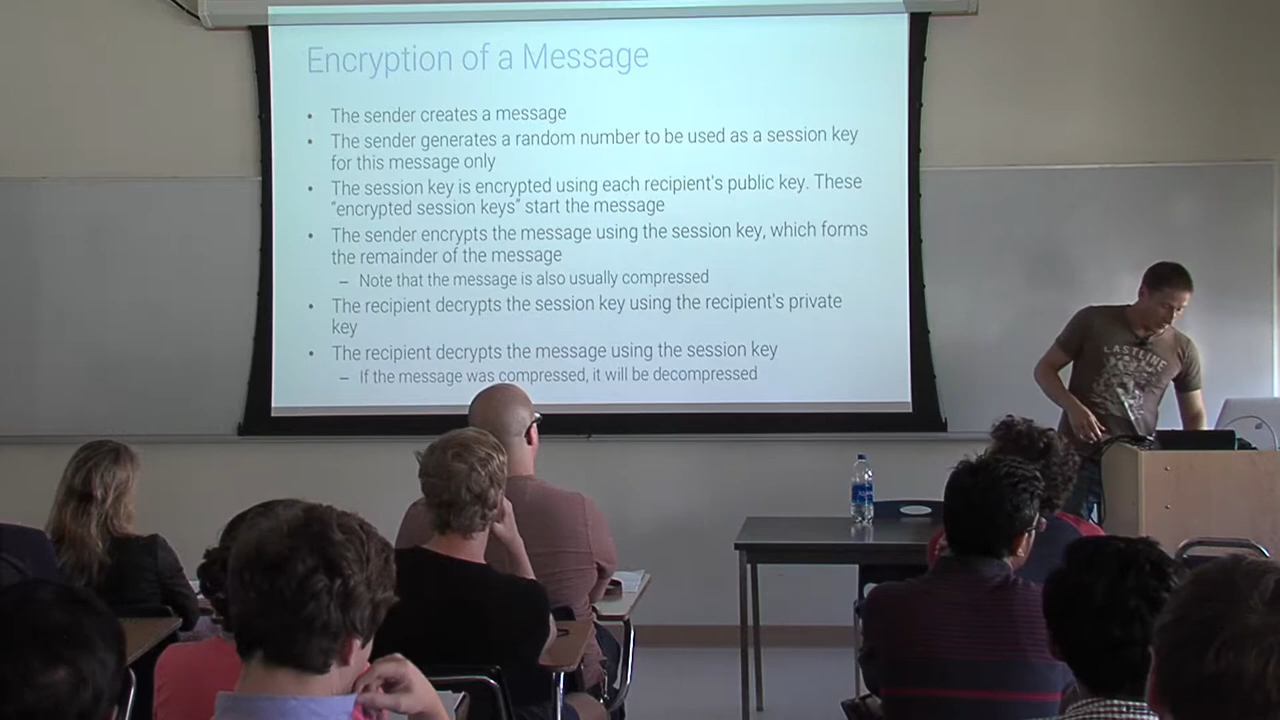 Encryption of a Message
• The sender creates a message
• The sender generates a random number to be used as a session key
for this message only
• The session key is encrypted using each recipient's public key. These
"encrypted session keys" start the message
• The sender encrypts the message using the session key, which forms
the remainder of the message
– Note that the message is also usually compressed
• The recipient decrypts the session key using the recipient's private
key
• The recipient decrypts the message using the session key
– If the message was compressed, it will be decompressed
LASTLINE